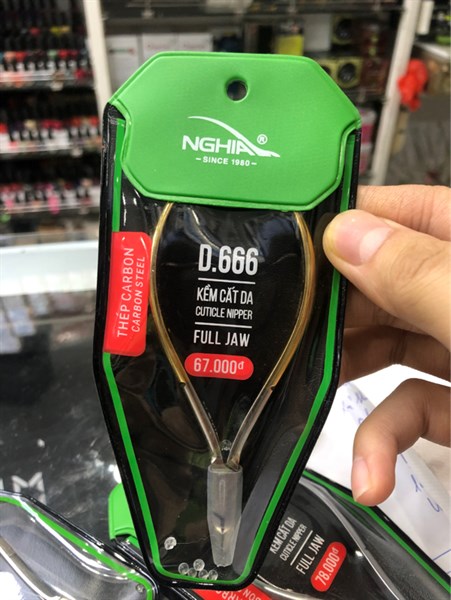 NGHIA®
– SINCE 1980 –
THÉP CARBON
CARBON STEEL
D.666
KỀM CẮT DA
CUTICLE NIPPER
FULL JAW
67.000đ
KỀM CẮT DA
CUTICLE NIPPER
FULL JAW
78.000đ